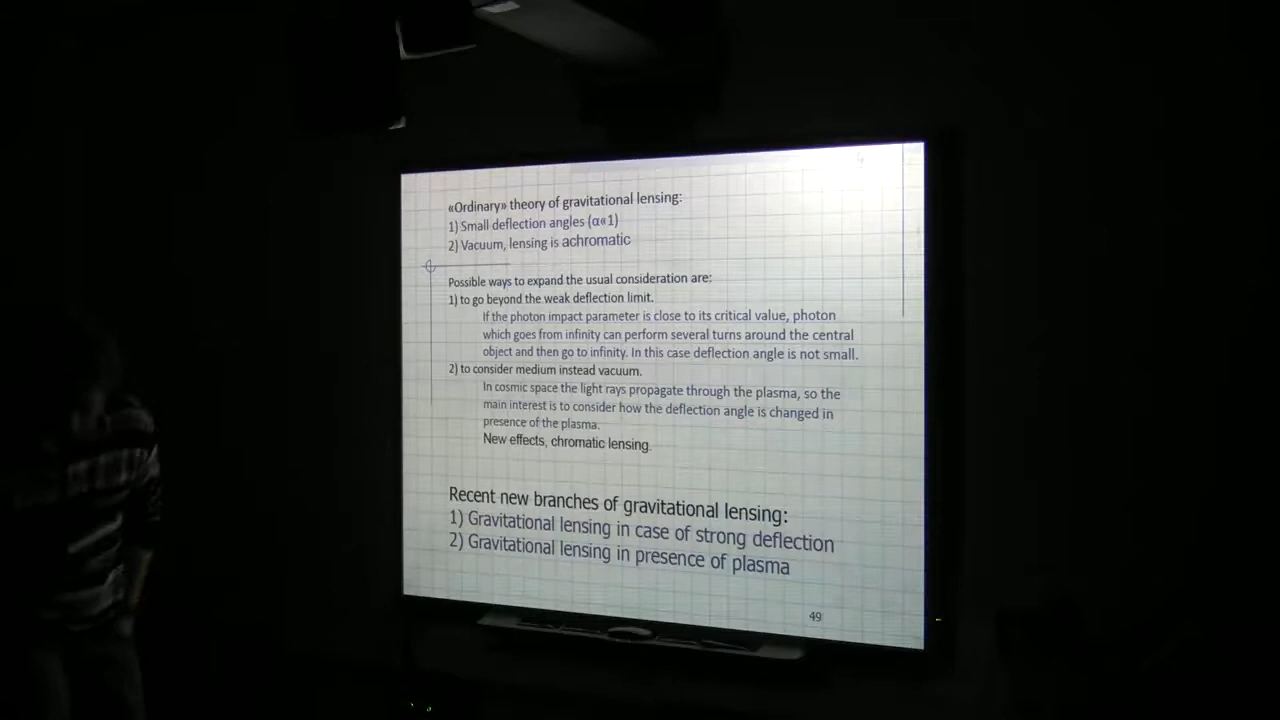 «Ordinary» theory of gravitational lensing:
1) Small deflection angles (α«1)
2) Vacuum, lensing is achromatic
Possible ways to expand the usual consideration are:
1) to go beyond the weak deflection limit.
If the photon impact parameter is close to its critical value, photon
which goes from infinity can perform several turns around the central
object and then go to infinity. In this case deflection angle is not small.
2) to consider medium instead vacuum.
In cosmic space the light rays propagate through the plasma, so the
main interest is to consider how the deflection angle is changed in
presence of the plasma.
New effects, chromatic lensing.
Recent new branches of gravitational lensing:
1) Gravitational lensing in case of strong deflection
2) Gravitational lensing in presence of plasma
49